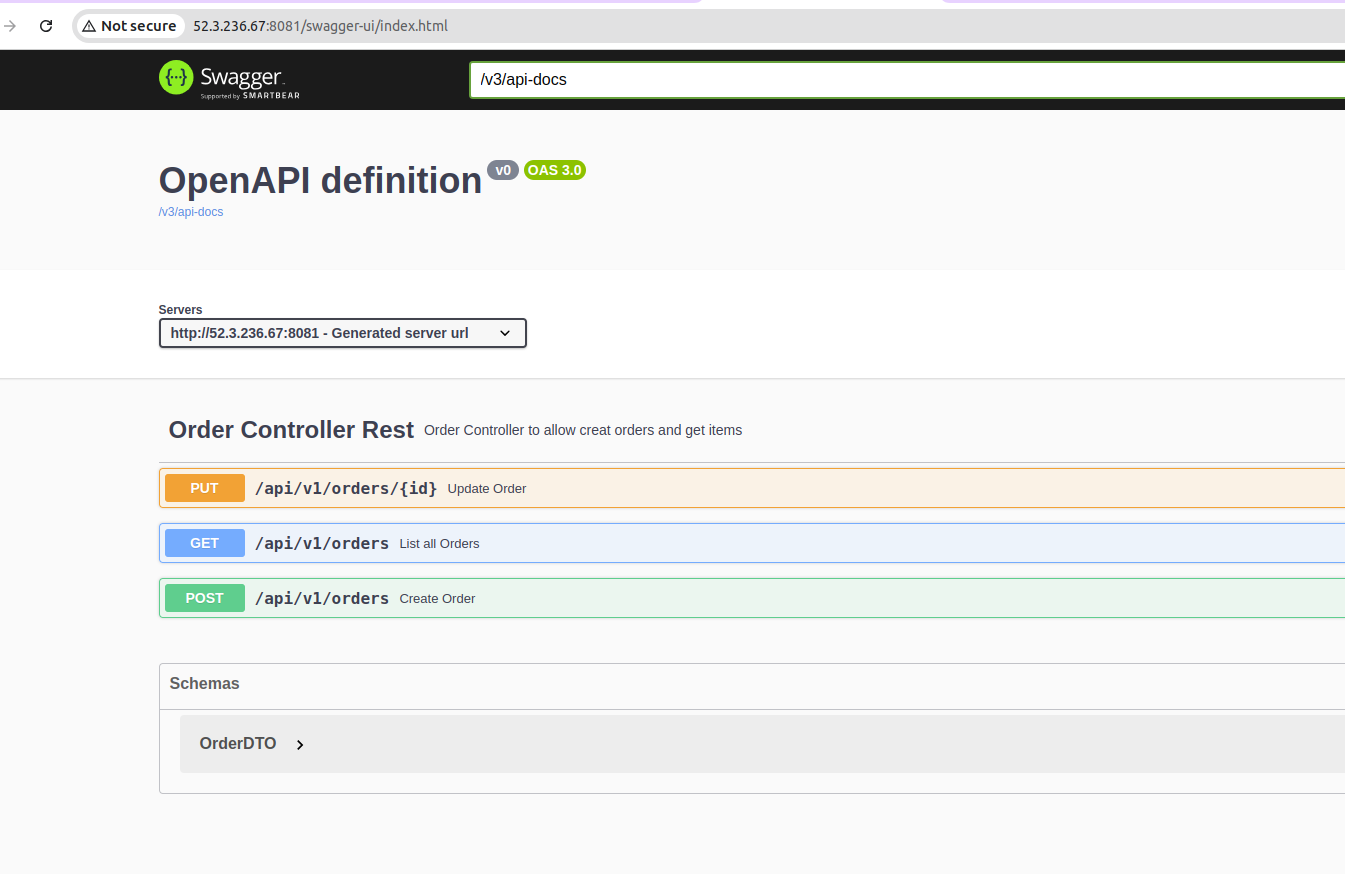 Not secure 52.3.236.67:8081/swagger-ui/index.html
{···} Swagger
Supported by SMARTBEAR
/v3/api-docs
OpenAPI definition v0 OAS 3.0
/v3/api-docs
Servers
http://52.3.236.67:8081 - Generated server url
Order Controller Rest Order Controller to allow creat orders and get items
PUT /api/v1/orders/{id} Update Order
GET /api/v1/orders List all Orders
POST /api/v1/orders Create Order
Schemas
OrderDTO